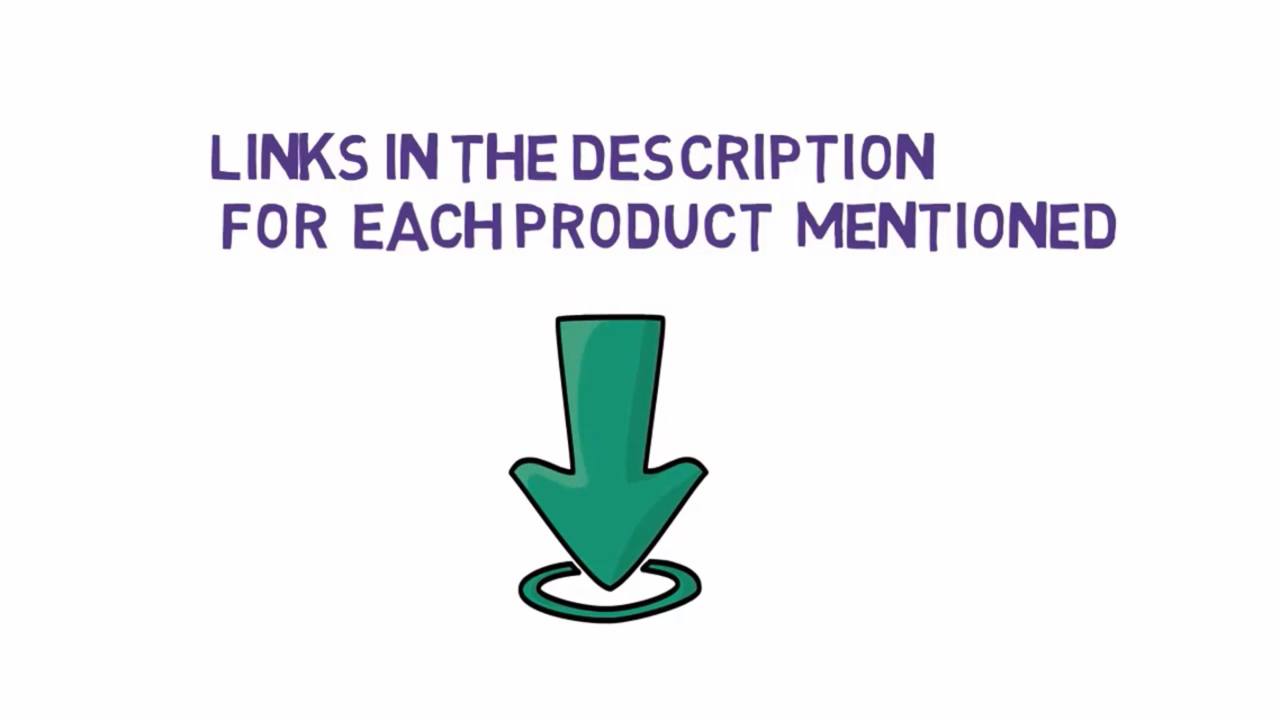 LINKS IN THE DESCRIPTION
FOR EACH PRODUCT MENTIONED